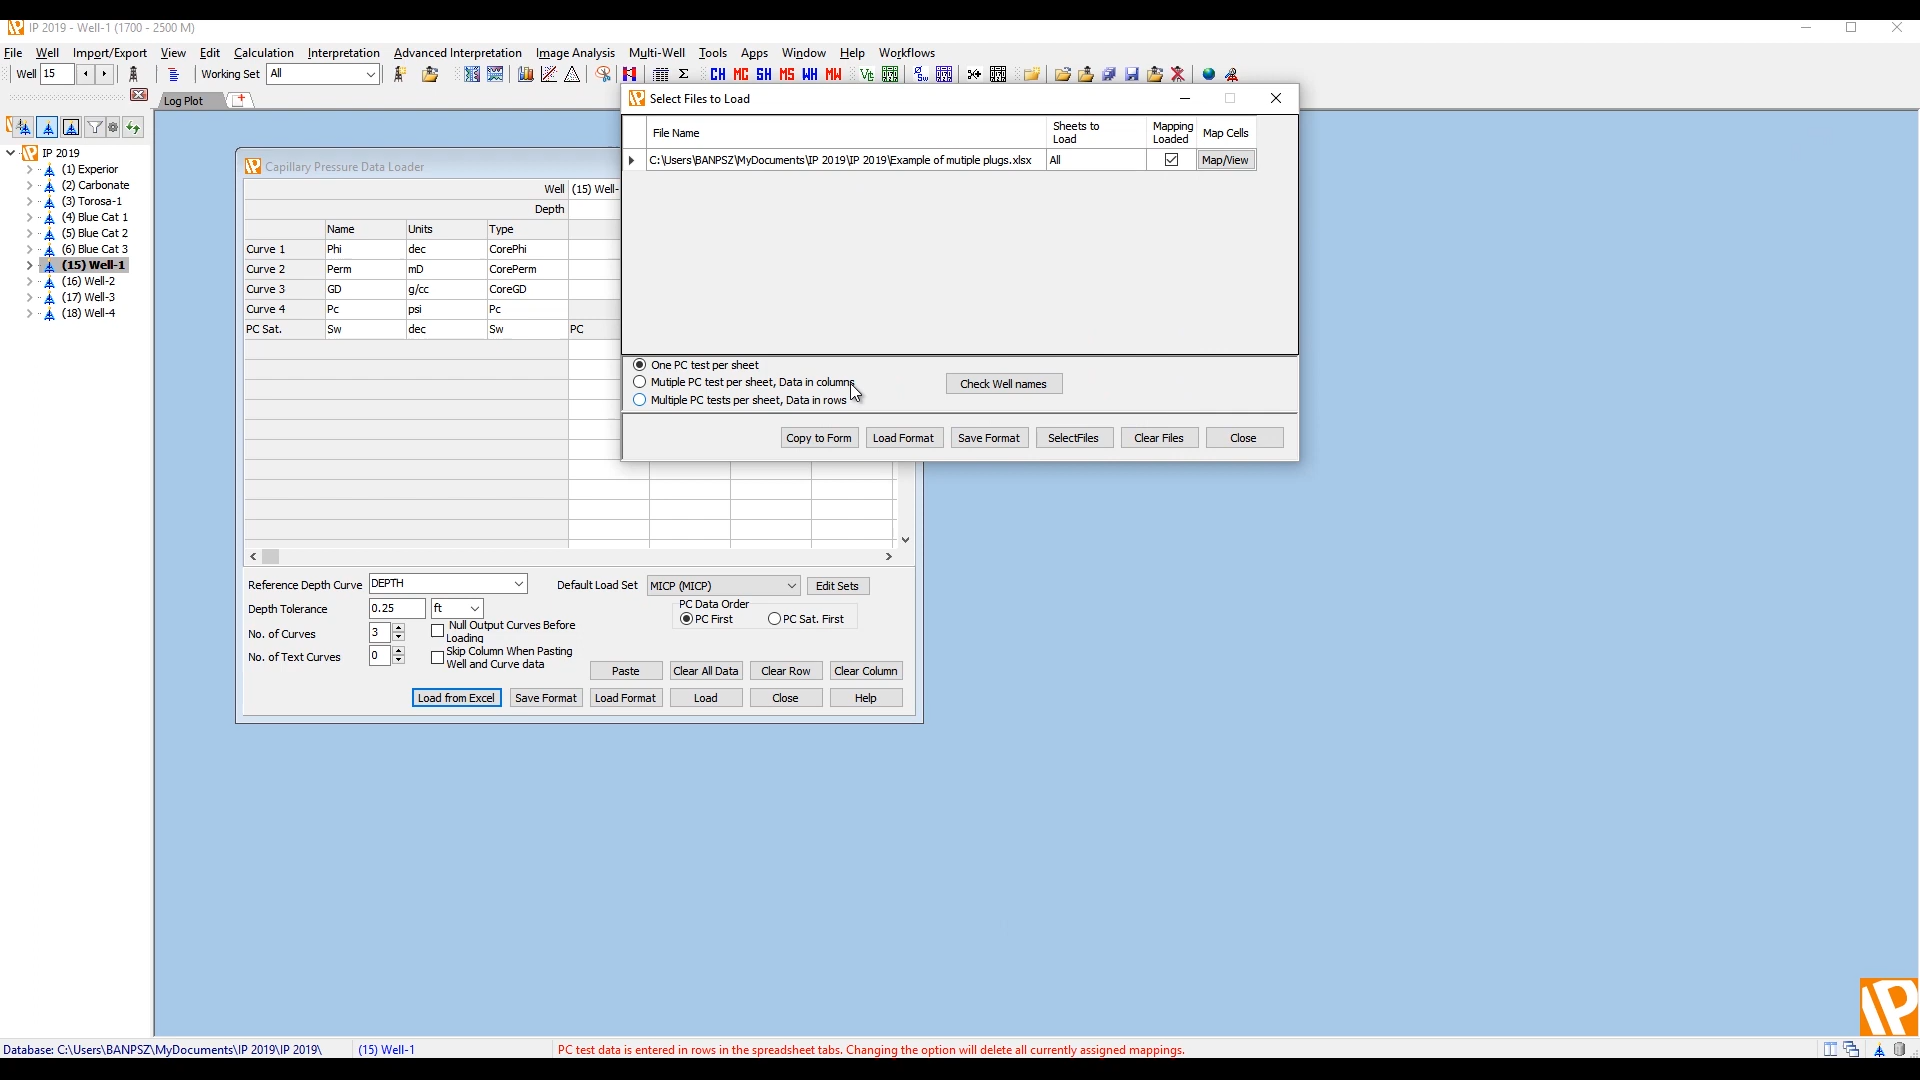 IP 2019 - Well-1 (1700 - 2500 M)
File Well Import/Export View Edit Calculation Interpretation Advanced Interpretation Image Analysis Multi-Well Tools Apps Window Help Workflows
Well 15 Working Set All CH MC SH MS WH MW
Log Plot
IP 2019
(1) Experior
(2) Carbonate
(3) Torosa-1
(4) Blue Cat 1
(5) Blue Cat 2
(6) Blue Cat 3
(15) Well-1
(16) Well-2
(17) Well-3
(18) Well-4
Capillary Pressure Data Loader
Well (15) Well-
Depth
Name Units Type
Curve 1 Phi dec CorePhi
Curve 2 Perm mD CorePerm
Curve 3 GD g/cc CoreGD
Curve 4 Pc psi Pc
PC Sat. Sw dec Sw PC
Select Files to Load
File Name Sheets to Load Mapping Loaded Map Cells
C:\Users\BANPSZ\MyDocuments\IP 2019\IP 2019\Example of mutiple plugs.xlsx All Map/View
One PC test per sheet
Mutiple PC test per sheet, Data in columns
Multiple PC tests per sheet, Data in rows
Check Well names
Copy to Form Load Format Save Format SelectFiles Clear Files Close
Reference Depth Curve DEPTH Default Load Set MICP (MICP) Edit Sets
Depth Tolerance 0.25 ft
PC Data Order
PC First PC Sat. First
No. of Curves 3 Null Output Curves Before Loading
No. of Text Curves 0 Skip Column When Pasting Well and Curve data
Paste Clear All Data Clear Row Clear Column
Load from Excel Save Format Load Format Load Close Help
IP
Database: C:\Users\BANPSZ\MyDocuments\IP 2019\IP 2019\ (15) Well-1 PC test data is entered in rows in the spreadsheet tabs. Changing the option will delete all currently assigned mappings.